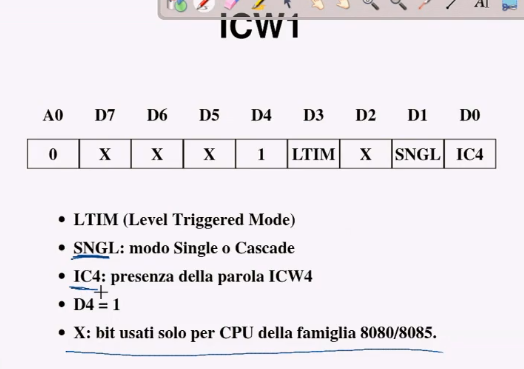 ICW1
A0 D7 D6 D5 D4 D3 D2 D1 D0
0 X X X 1 LTIM X SNGL IC4
• LTIM (Level Triggered Mode)
• SNGL: modo Single o Cascade
• IC4: presenza della parola ICW4
• D4 = 1
• X: bit usati solo per CPU della famiglia 8080/8085.